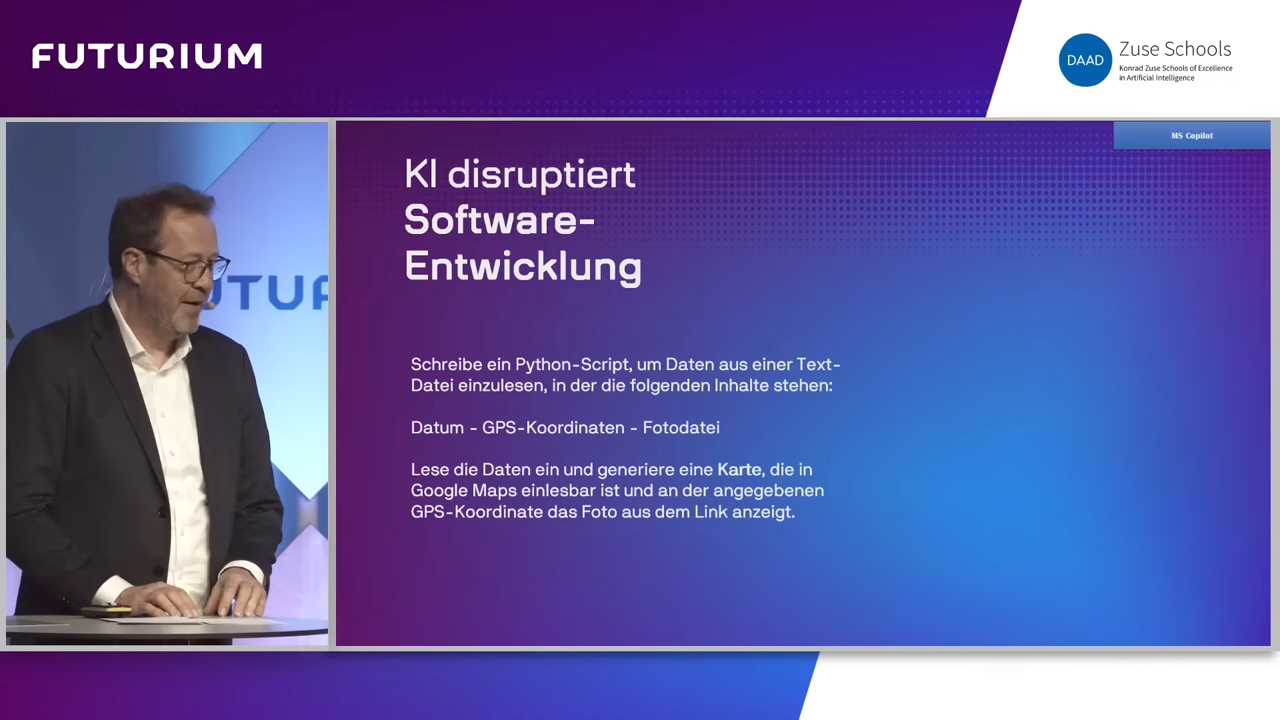 FUTURIUM
DAAD
Zuse Schools
Konrad Zuse Schools of Excellence
in Artificial Intelligence
MS Copilot
KI disruptiert
Software-
Entwicklung
Schreibe ein Python-Script, um Daten aus einer Text-
Datei einzulesen, in der die folgenden Inhalte stehen:
Datum - GPS-Koordinaten - Fotodatei
Lese die Daten ein und generiere eine Karte, die in
Google Maps einlesbar ist und an der angegebenen
GPS-Koordinate das Foto aus dem Link anzeigt.
UTUR